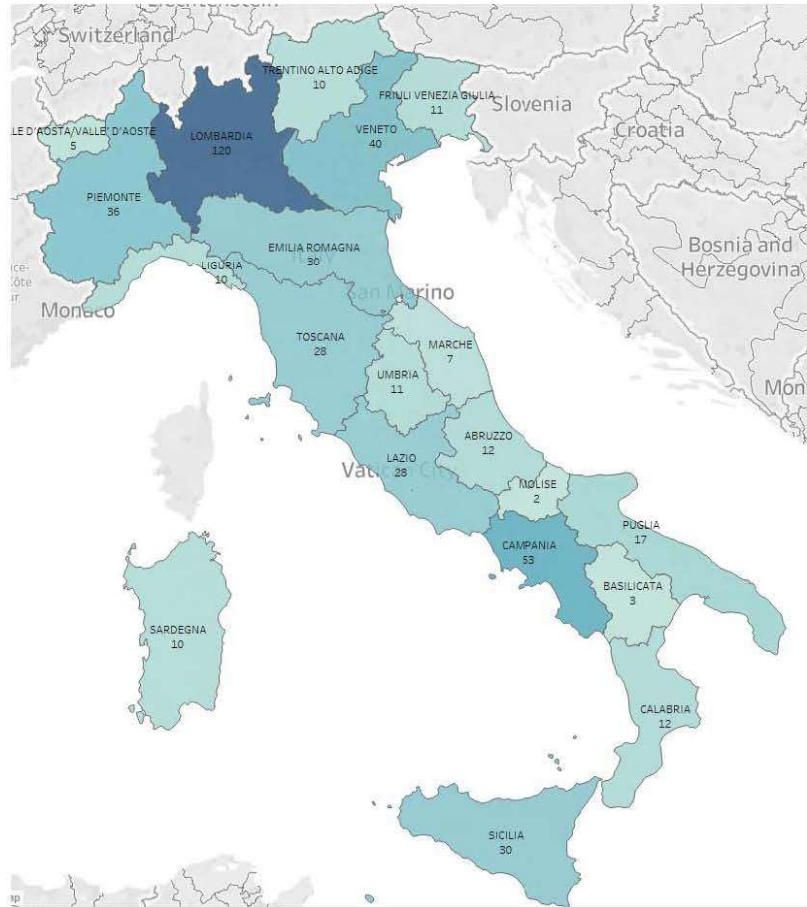 Switzerland
TRENTINO ALTO ADIGE
10
FRIULI VENEZIA GIULIA
11
Slovenia
Croatia
LE D'AOSTA/VALLE' D'AOSTE
5
LOMBARDIA
120
VENETO
40
PIEMONTE
36
EMILIA ROMAGNA
30
Bosnia and
Herzegovina
LIGURIA
10
San Marino
Monaco
TOSCANA
28
MARCHE
7
UMBRIA
11
ABRUZZO
12
LAZIO
28
Vatican City
MOLISE
2
PUGLIA
17
CAMPANIA
53
BASILICATA
3
SARDEGNA
10
CALABRIA
12
SICILIA
30